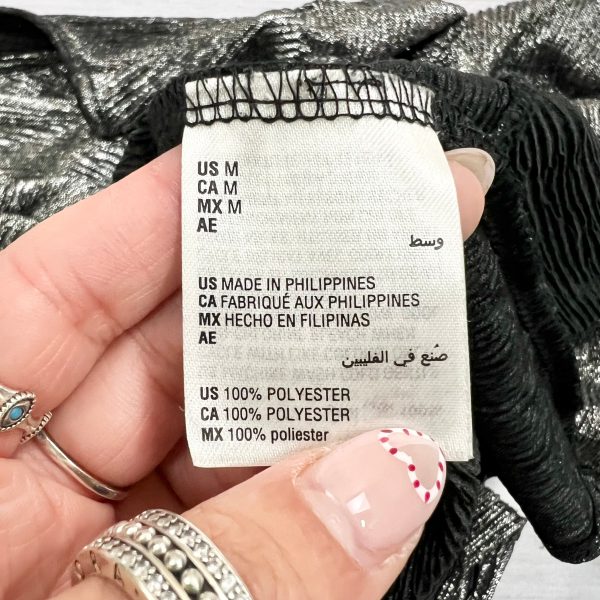 US M
CA M
MX M
AE
وسط
US MADE IN PHILIPPINES
CA FABRIQUÉ AUX PHILIPPINES
MX HECHO EN FILIPINAS
AE
صُنع في الفليبين
US 100% POLYESTER
CA 100% POLYESTER
MX 100% poliester